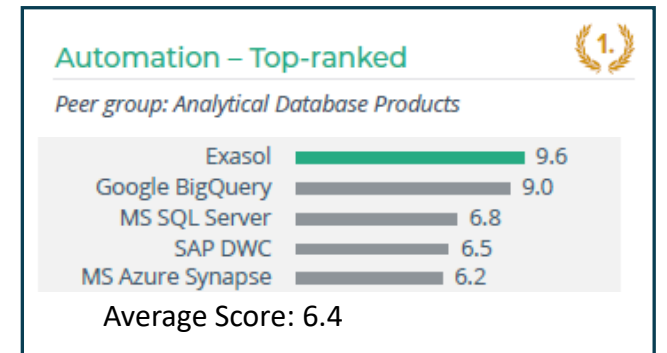 Automation – Top-ranked
1.
Peer group: Analytical Database Products
Exasol 9.6
Google BigQuery 9.0
MS SQL Server 6.8
SAP DWC 6.5
MS Azure Synapse 6.2
Average Score: 6.4